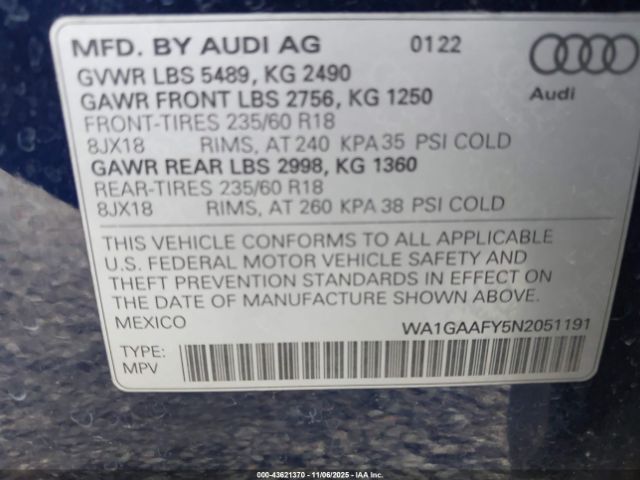 MFD. BY AUDI AG 0122
GVWR LBS 5489, KG 2490
GAWR FRONT LBS 2756, KG 1250 Audi
FRONT-TIRES 235/60 R18
8JX18 RIMS, AT 240 KPA 35 PSI COLD
GAWR REAR LBS 2998, KG 1360
REAR-TIRES 235/60 R18
8JX18 RIMS, AT 260 KPA 38 PSI COLD
THIS VEHICLE CONFORMS TO ALL APPLICABLE
U.S. FEDERAL MOTOR VEHICLE SAFETY AND
THEFT PREVENTION STANDARDS IN EFFECT ON
THE DATE OF MANUFACTURE SHOWN ABOVE.
MEXICO WA1GAAFY5N2051191
TYPE:
MPV
000-43621370 - 11/06/2025 - IAAI.COM